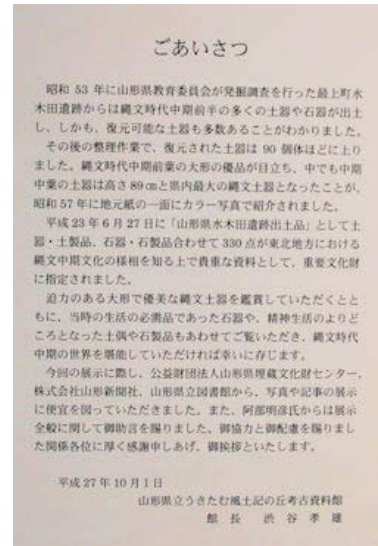 ごあいさつ
昭和 53 年に山形県教育委員会が発掘調査を行った最上町水
木田遺跡からは縄文時代中期前半の多くの土器や石器が出土
し、しかも、復元可能な土器も多数あることがわかりました。
その後の整理作業で、復元された土器は 90 個体ほどに上
りました。縄文時代中期前葉の大形の優品が目立ち、中でも中期
中葉の土器は高さ 89 ㎝と県内最大の縄文土器となったことが、
昭和 57 年に地元紙の一面にカラー写真で紹介されました。
平成 23 年 6 月 27 日に「山形県水木田遺跡出土品」として土
器・土製品、石器・石製品合わせて 330 点が東北地方における
縄文中期文化の様相を知る上で貴重な資料として、重要文化財
に指定されました。
迫力のある大形で優美な縄文土器を鑑賞していただくとと
もに、当時の生活の必需品であった石器や、精神生活のよりど
ころとなった土偶や石製品もあわせてご覧いただき、縄文時代
中期の世界を堪能していただければ幸いに存じます。
今回の展示に際し、公益財団法人山形県埋蔵文化財センター、
株式会社山形新聞社、山形県立図書館から、写真や記事の展示
に便宜を図っていただきました。また、阿部明彦氏からは展示
全般に関して御助言を賜りました。御協力と御配慮を賜りまし
た関係各位に厚く感謝申しあげ、御挨拶といたします。
平成 27 年 10 月 1 日
山形県立うきたむ風土記の丘考古資料館
館 長 渋 谷 孝 雄